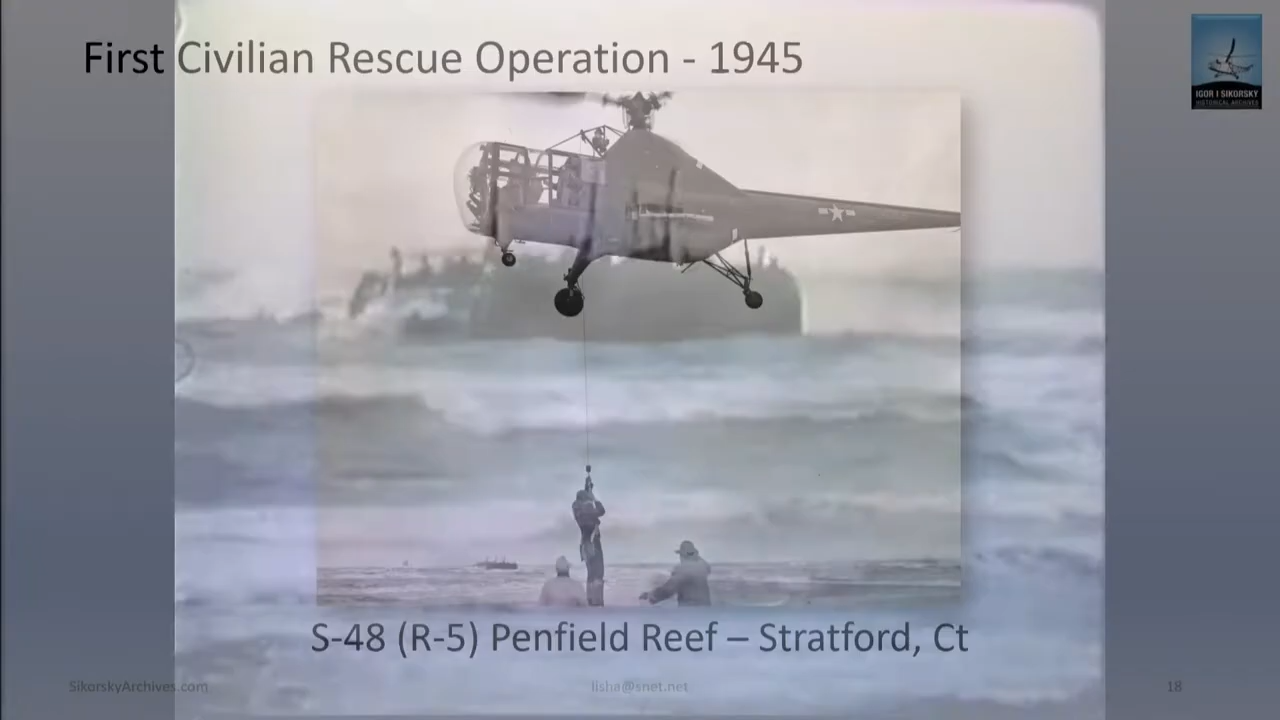 First Civilian Rescue Operation - 1945
IGOR I SIKORSKY
HISTORICAL ARCHIVES
S-48 (R-5) Penfield Reef – Stratford, Ct
SikorskyArchives.com
lisha@snet.net
18